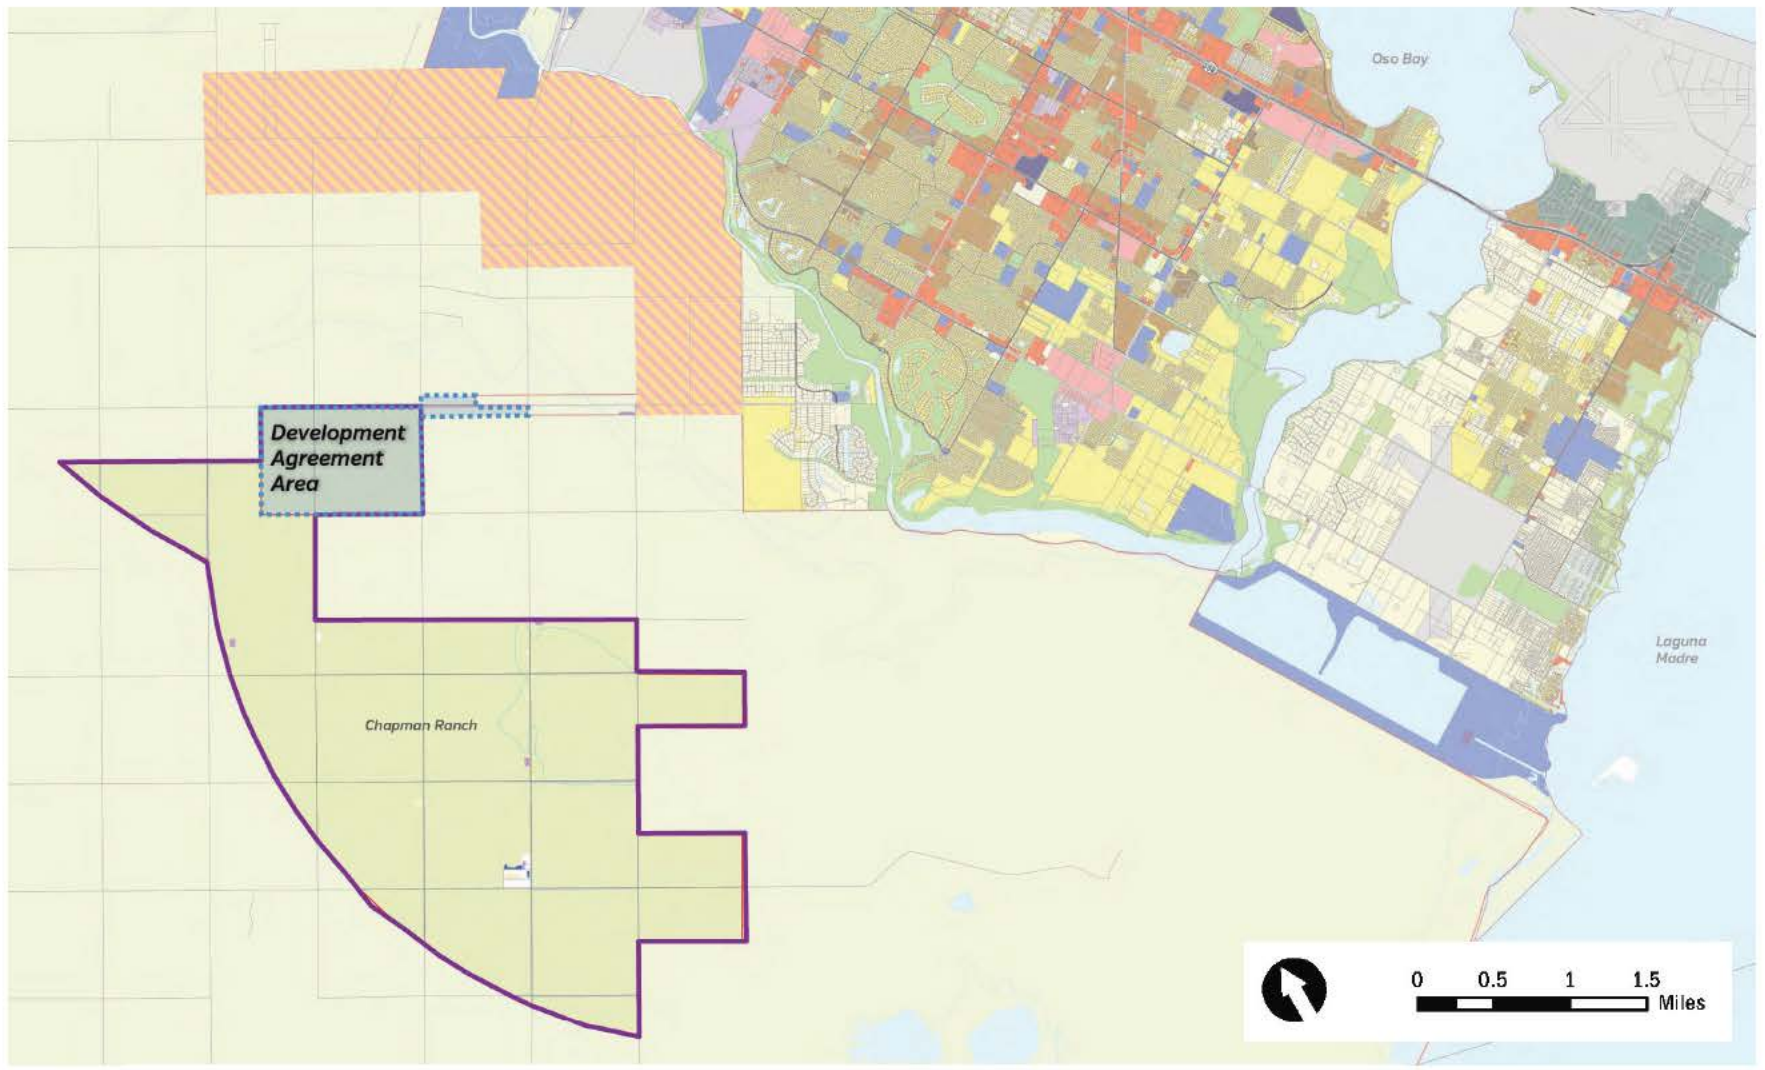 Oso Bay
Development
Agreement
Area
Laguna
Madre
Chapman Ranch
0 0.5 1 1.5
Miles